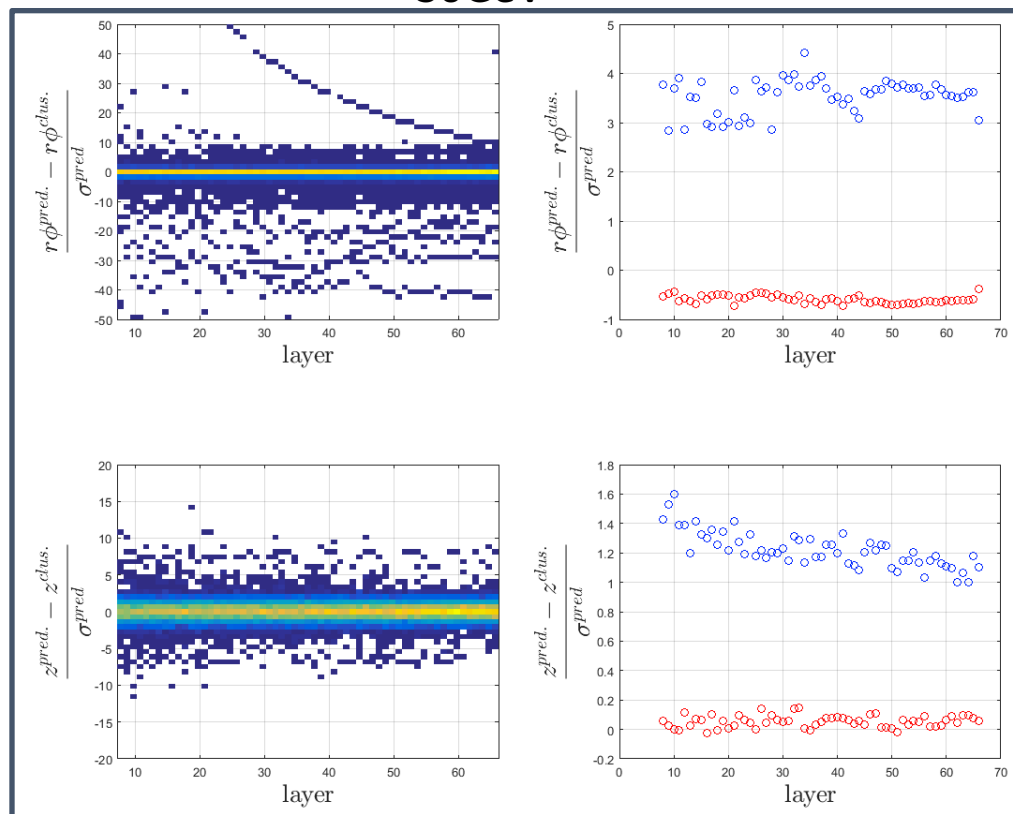 50
40
30
20
10
0
-10
-20
-30
-40
-50
10 20 30 40 50 60
layer
rϕ^{pred.} − rϕ^{clus.}
σ^{pred}
5
4
3
2
1
0
-1
0 10 20 30 40 50 60 70
layer
rϕ^{pred.} − rϕ^{clus.}
σ^{pred}
20
15
10
5
0
-5
-10
-15
-20
10 20 30 40 50 60
layer
z^{pred.} − z^{clus.}
σ^{pred}
1.8
1.6
1.4
1.2
1
0.8
0.6
0.4
0.2
0
-0.2
0 10 20 30 40 50 60 70
layer
z^{pred.} − z^{clus.}
σ^{pred}